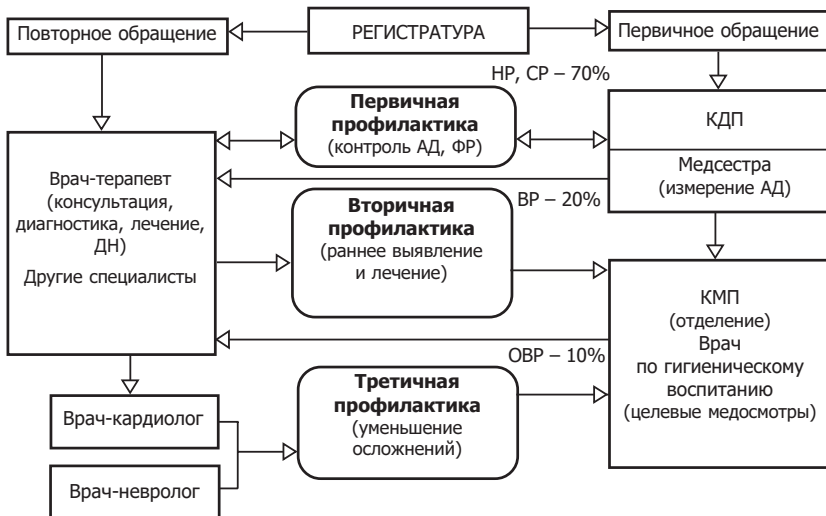 Повторное обращение
РЕГИСТРАТУРА
Первичное обращение
НР, СР – 70%
Первичная
профилактика
(контроль АД, ФР)
КДП
Медсестра
(измерение АД)
Врач-терапевт
(консультация,
диагностика, лечение,
ДН)
Другие специалисты
ВР – 20%
Вторичная
профилактика
(раннее выявление
и лечение)
КМП
(отделение)
Врач
по гигиеническому
воспитанию
(целевые медосмотры)
ОВР – 10%
Третичная
профилактика
(уменьшение
осложнений)
Врач-кардиолог
Врач-невролог